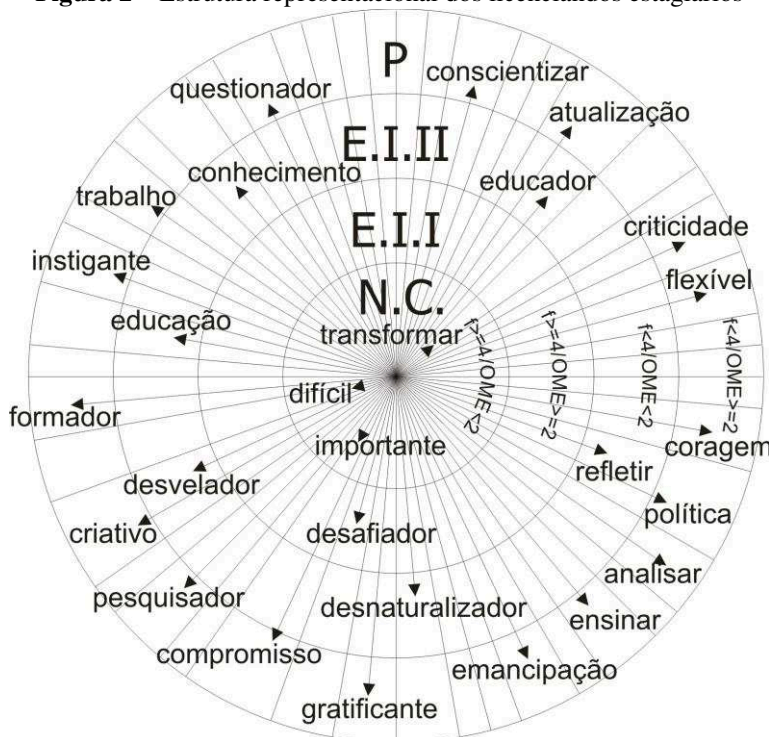 Figura 2 – Estrutura representacional dos licenciandos estagiários
P
conscientizar
questionador
atualização
E.I.II
conhecimento
educador
trabalho
criticidade
E.I.I
instigante
flexível
N.C.
educação
transformar
f>=4/OME<2
f>=4/OME>=2
f<4/OME<2
f<4/OME>=2
difícil
formador
coragem
importante
refletir
desvelador
política
criativo
desafiador
analisar
pesquisador
desnaturalizador
ensinar
compromisso
emancipação
gratificante